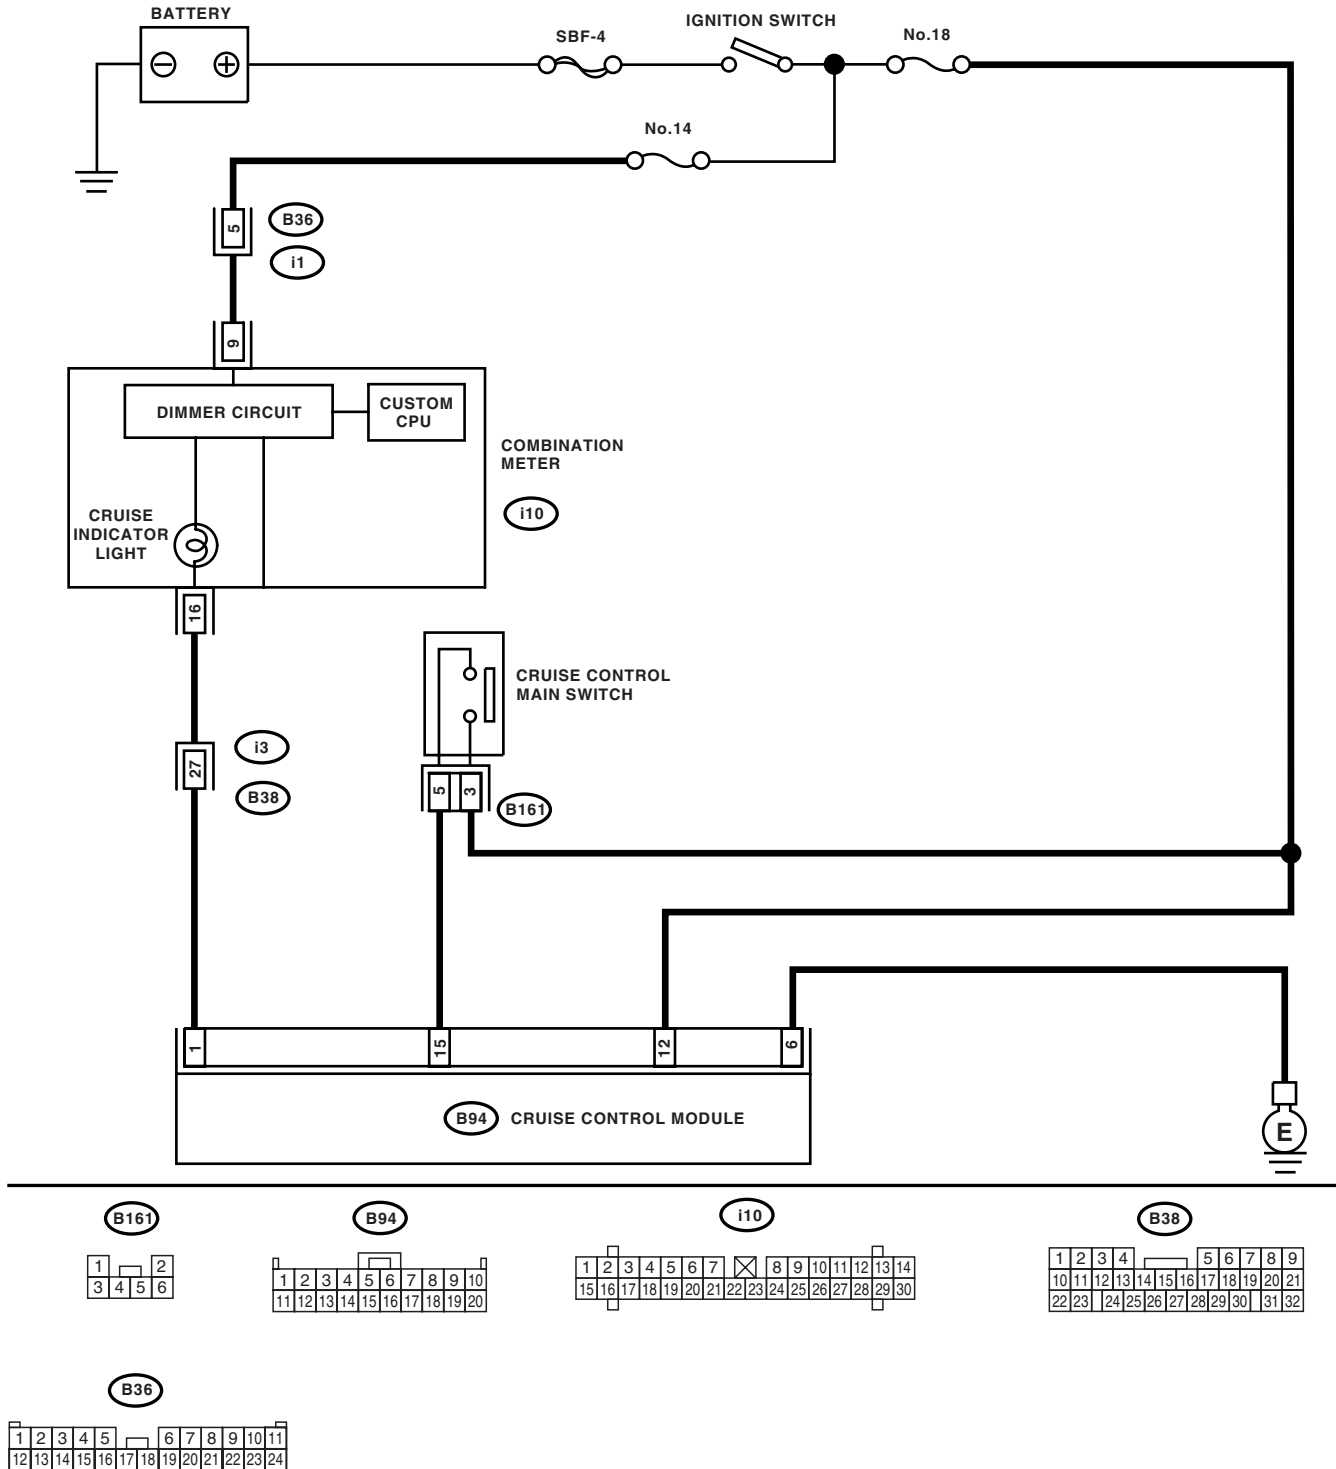 BATTERY
SBF-4
IGNITION SWITCH
No.18
No.14
5
B36
i1
9
DIMMER CIRCUIT
CUSTOM
CPU
COMBINATION
METER
i10
CRUISE
INDICATOR
LIGHT
16
CRUISE CONTROL
MAIN SWITCH
i3
27
B38
5 3
B161
1 15 12 6
B94 CRUISE CONTROL MODULE
E
B161
1 2
3 4 5 6
B94
1 2 3 4 5 6 7 8 9 10
11 12 13 14 15 16 17 18 19 20
i10
1 2 3 4 5 6 7 8 9 10 11 12 13 14
15 16 17 18 19 20 21 22 23 24 25 26 27 28 29 30
B38
1 2 3 4 5 6 7 8 9
10 11 12 13 14 15 16 17 18 19 20 21
22 23 24 25 26 27 28 29 30 31 32
B36
1 2 3 4 5 6 7 8 9 10 11
12 13 14 15 16 17 18 19 20 21 22 23 24